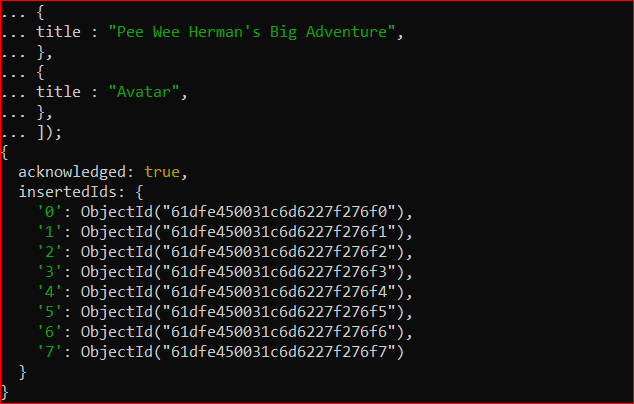 ... {
... title : "Pee Wee Herman's Big Adventure",
... },
... {
... title : "Avatar",
... },
... ]);
{
  acknowledged: true,
  insertedIds: {
    '0': ObjectId("61dfe450031c6d6227f276f0"),
    '1': ObjectId("61dfe450031c6d6227f276f1"),
    '2': ObjectId("61dfe450031c6d6227f276f2"),
    '3': ObjectId("61dfe450031c6d6227f276f3"),
    '4': ObjectId("61dfe450031c6d6227f276f4"),
    '5': ObjectId("61dfe450031c6d6227f276f5"),
    '6': ObjectId("61dfe450031c6d6227f276f6"),
    '7': ObjectId("61dfe450031c6d6227f276f7")
  }
}